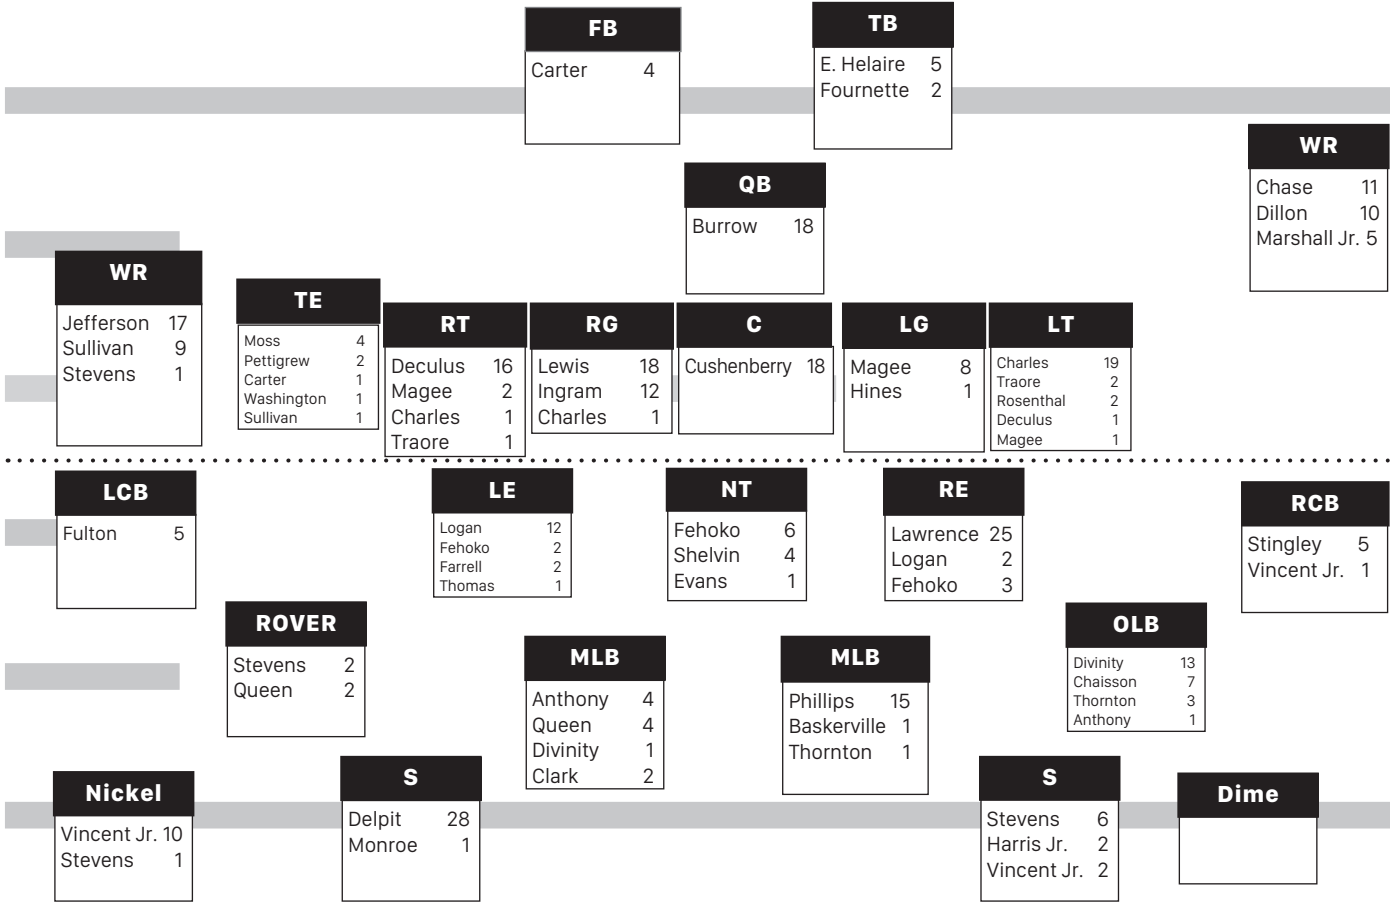 FB
Carter 4
TB
E. Helaire 5
Fournette 2
WR
Chase 11
Dillon 10
Marshall Jr. 5
QB
Burrow 18
WR
Jefferson 17
Sullivan 9
Stevens 1
TE
Moss 4
Pettigrew 2
Carter 1
Washington 1
Sullivan 1
RT
Deculus 16
Magee 2
Charles 1
Traore 1
RG
Lewis 18
Ingram 12
Charles 1
C
Cushenberry 18
LG
Magee 8
Hines 1
LT
Charles 19
Traore 2
Rosenthal 2
Deculus 1
Magee 1
LCB
Fulton 5
LE
Logan 12
Fehoko 2
Farrell 2
Thomas 1
NT
Fehoko 6
Shelvin 4
Evans 1
RE
Lawrence 25
Logan 2
Fehoko 3
RCB
Stingley 5
Vincent Jr. 1
ROVER
Stevens 2
Queen 2
MLB
Anthony 4
Queen 4
Divinity 1
Clark 2
MLB
Phillips 15
Baskerville 1
Thornton 1
OLB
Divinity 13
Chaisson 7
Thornton 3
Anthony 1
Nickel
Vincent Jr. 10
Stevens 1
S
Delpit 28
Monroe 1
S
Stevens 6
Harris Jr. 2
Vincent Jr. 2
Dime